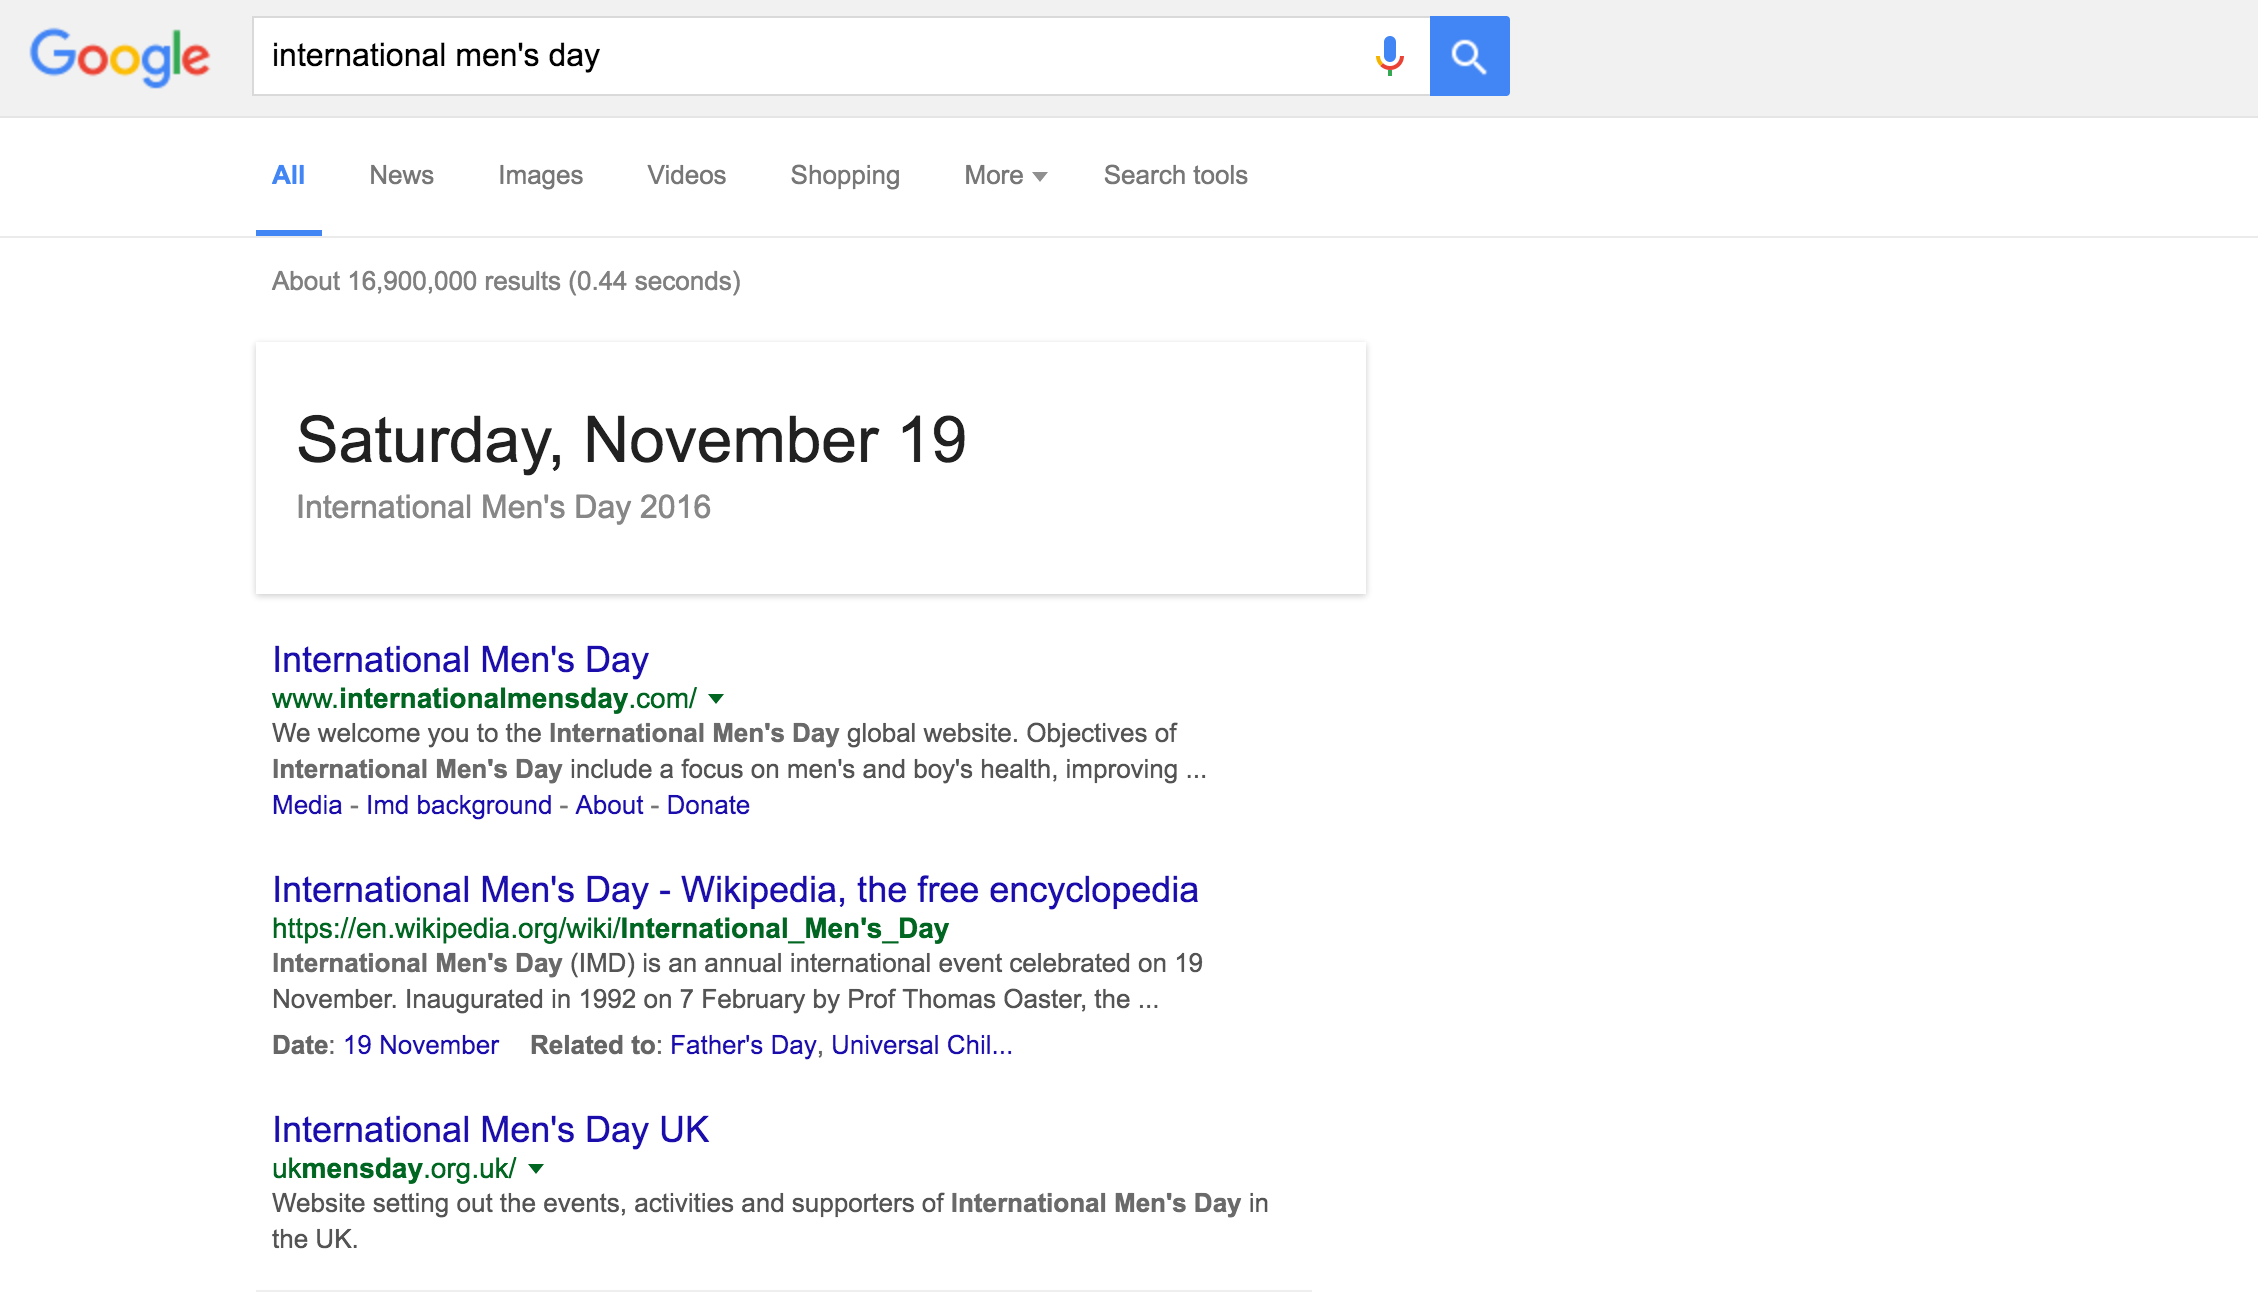 Google
international men's day
All News Images Videos Shopping More Search tools
About 16,900,000 results (0.44 seconds)
Saturday, November 19
International Men's Day 2016
International Men's Day
www.internationalmensday.com/
We welcome you to the International Men's Day global website. Objectives of
International Men's Day include a focus on men's and boy's health, improving ...
Media - Imd background - About - Donate
International Men's Day - Wikipedia, the free encyclopedia
https://en.wikipedia.org/wiki/International_Men's_Day
International Men's Day (IMD) is an annual international event celebrated on 19
November. Inaugurated in 1992 on 7 February by Prof Thomas Oaster, the ...
Date: 19 November Related to: Father's Day, Universal Chil...
International Men's Day UK
ukmensday.org.uk/
Website setting out the events, activities and supporters of International Men's Day in
the UK.